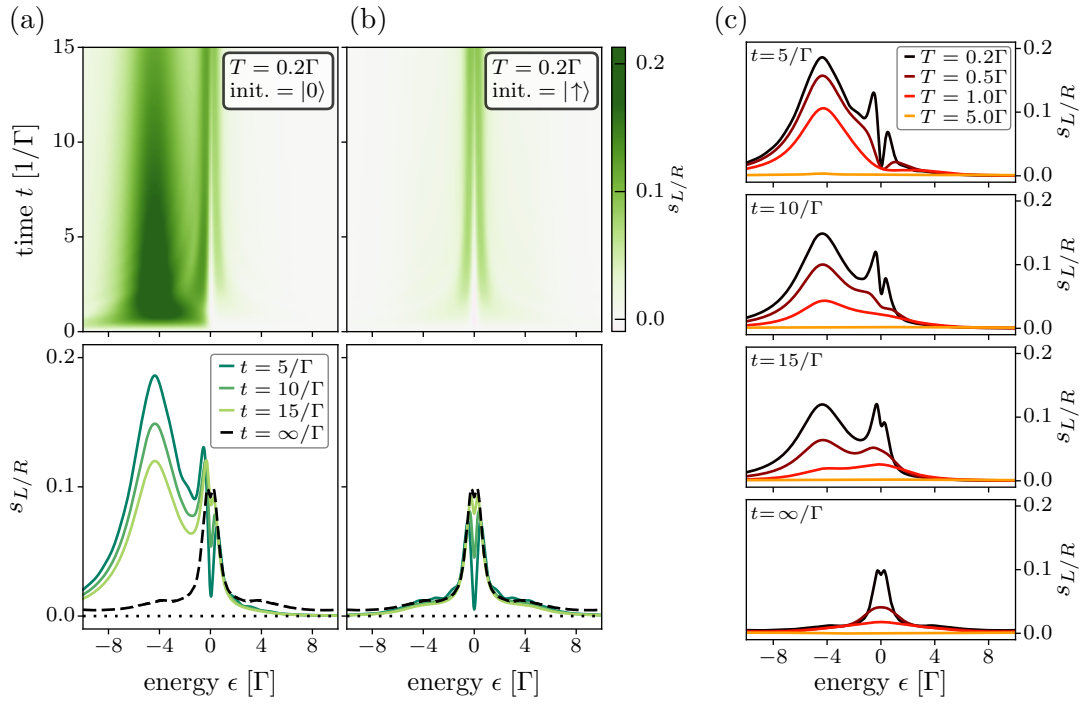 (a)
(b)
(c)
15
10
5
0
time t [1/Γ]
T = 0.2Γ
init. = |0⟩
T = 0.2Γ
init. = |↑⟩
0.2
0.1
0.0
s_{L/R}
0.2
0.1
0.0
s_{L/R}
t = 5/Γ
t = 10/Γ
t = 15/Γ
t = ∞/Γ
−8 −4 0 4 8
energy ϵ [Γ]
−8 −4 0 4 8
energy ϵ [Γ]
t=5/Γ
T = 0.2Γ
T = 0.5Γ
T = 1.0Γ
T = 5.0Γ
0.2
0.1
0.0
s_{L/R}
t=10/Γ
0.2
0.1
0.0
s_{L/R}
t=15/Γ
0.2
0.1
0.0
s_{L/R}
t=∞/Γ
0.2
0.1
0.0
s_{L/R}
−8 −4 0 4 8
energy ϵ [Γ]